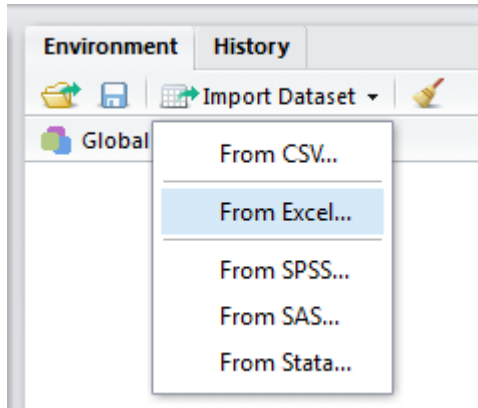 Environment History
Import Dataset
Global
From CSV...
From Excel...
From SPSS...
From SAS...
From Stata...